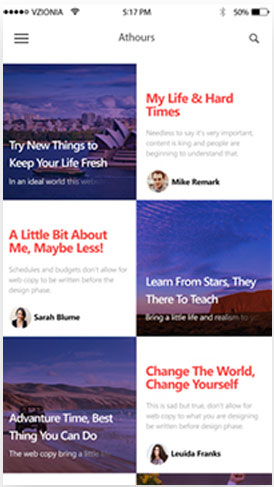 VZIONIA 5:17 PM 50%
Athours
Try New Things to
Keep Your Life Fresh
In an ideal world this web
My Life & Hard
Times
Needless to say it's very important,
content is king and people are
beginning to understand that.
Mike Remark
A Little Bit About
Me, Maybe Less!
Schedules and budgets don't allow for
web copy to be written before the
design phase.
Sarah Blume
Learn From Stars, They
There To Teach
Bring a little life and realism to
Advanture Time, Best
Thing You Can Do
The web copy bring a little
Change The World,
Change Yourself
This is sad but true, don't allow for
web copy to what you are designing
be written before design phase.
Leuida Franks